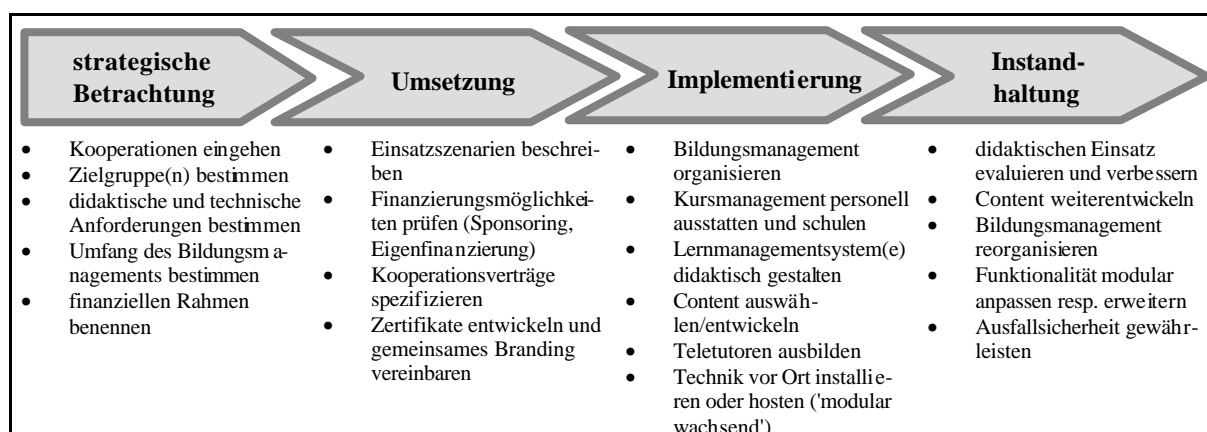 strategische
Betrachtung
Umsetzung
Implementierung
Instand-
haltung
• Kooperationen eingehen
• Zielgruppe(n) bestimmen
• didaktische und technische
Anforderungen bestimmen
• Umfang des Bildungsma-
nagements bestimmen
• finanziellen Rahmen
benennen
• Einsatzszenarien beschrei-
ben
• Finanzierungsmöglichkei-
ten prüfen (Sponsoring,
Eigenfinanzierung)
• Kooperationsverträge
spezifizieren
• Zertifikate entwickeln und
gemeinsames Branding
vereinbaren
• Bildungsmanagement
organisieren
• Kursmanagement personell
ausstatten und schulen
• Lernmanagementsystem(e)
didaktisch gestalten
• Content auswäh-
len/entwickeln
• Teletutoren ausbilden
• Technik vor Ort installie-
ren oder hosten ('modular
wachsend')
• didaktischen Einsatz
evaluieren und verbessern
• Content weiterentwickeln
• Bildungsmanagement
reorganisieren
• Funktionalität modular
anpassen resp. erweitern
• Ausfallsicherheit gewähr-
leisten